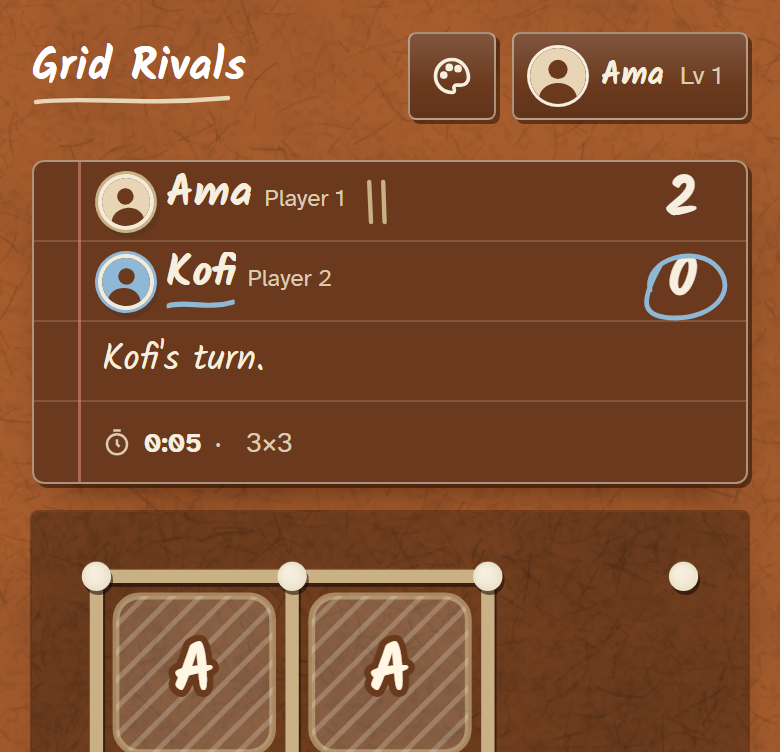 Grid Rivals
Ama Lv 1
Ama Player 1 2
Kofi Player 2 0
Kofi's turn.
0:05 · 3×3
A A